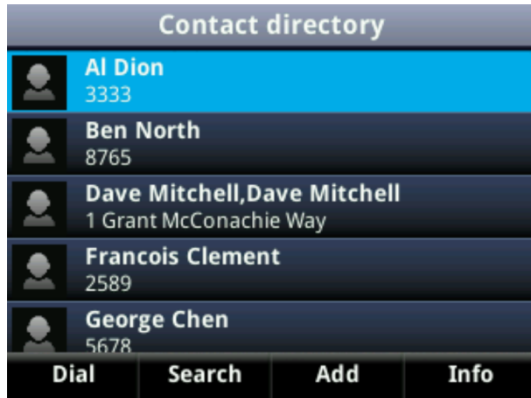 Contact directory
Al Dion
3333
Ben North
8765
Dave Mitchell,Dave Mitchell
1 Grant McConachie Way
Francois Clement
2589
George Chen
5678
Dial Search Add Info